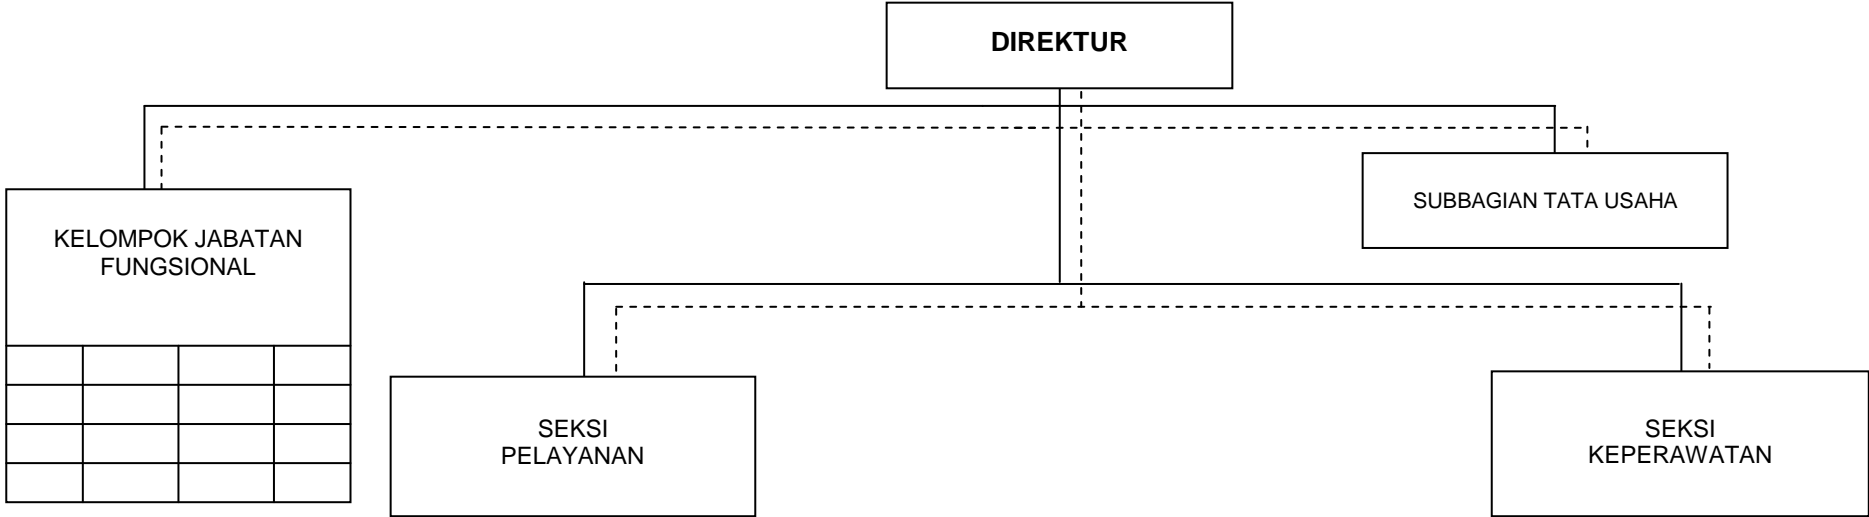 DIREKTUR
SUBBAGIAN TATA USAHA
KELOMPOK JABATAN
FUNGSIONAL
SEKSI
PELAYANAN
SEKSI
KEPERAWATAN